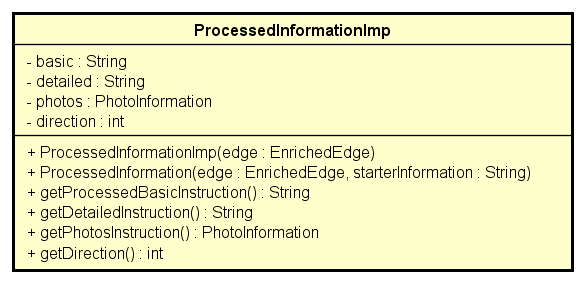 ProcessedInformationImp
- basic : String
- detailed : String
- photos : PhotoInformation
- direction : int
+ ProcessedInformationImp(edge : EnrichedEdge)
+ ProcessedInformation(edge : EnrichedEdge, starterInformation : String)
+ getProcessedBasicInstruction() : String
+ getDetailedInstruction() : String
+ getPhotosInstruction() : PhotoInformation
+ getDirection() : int